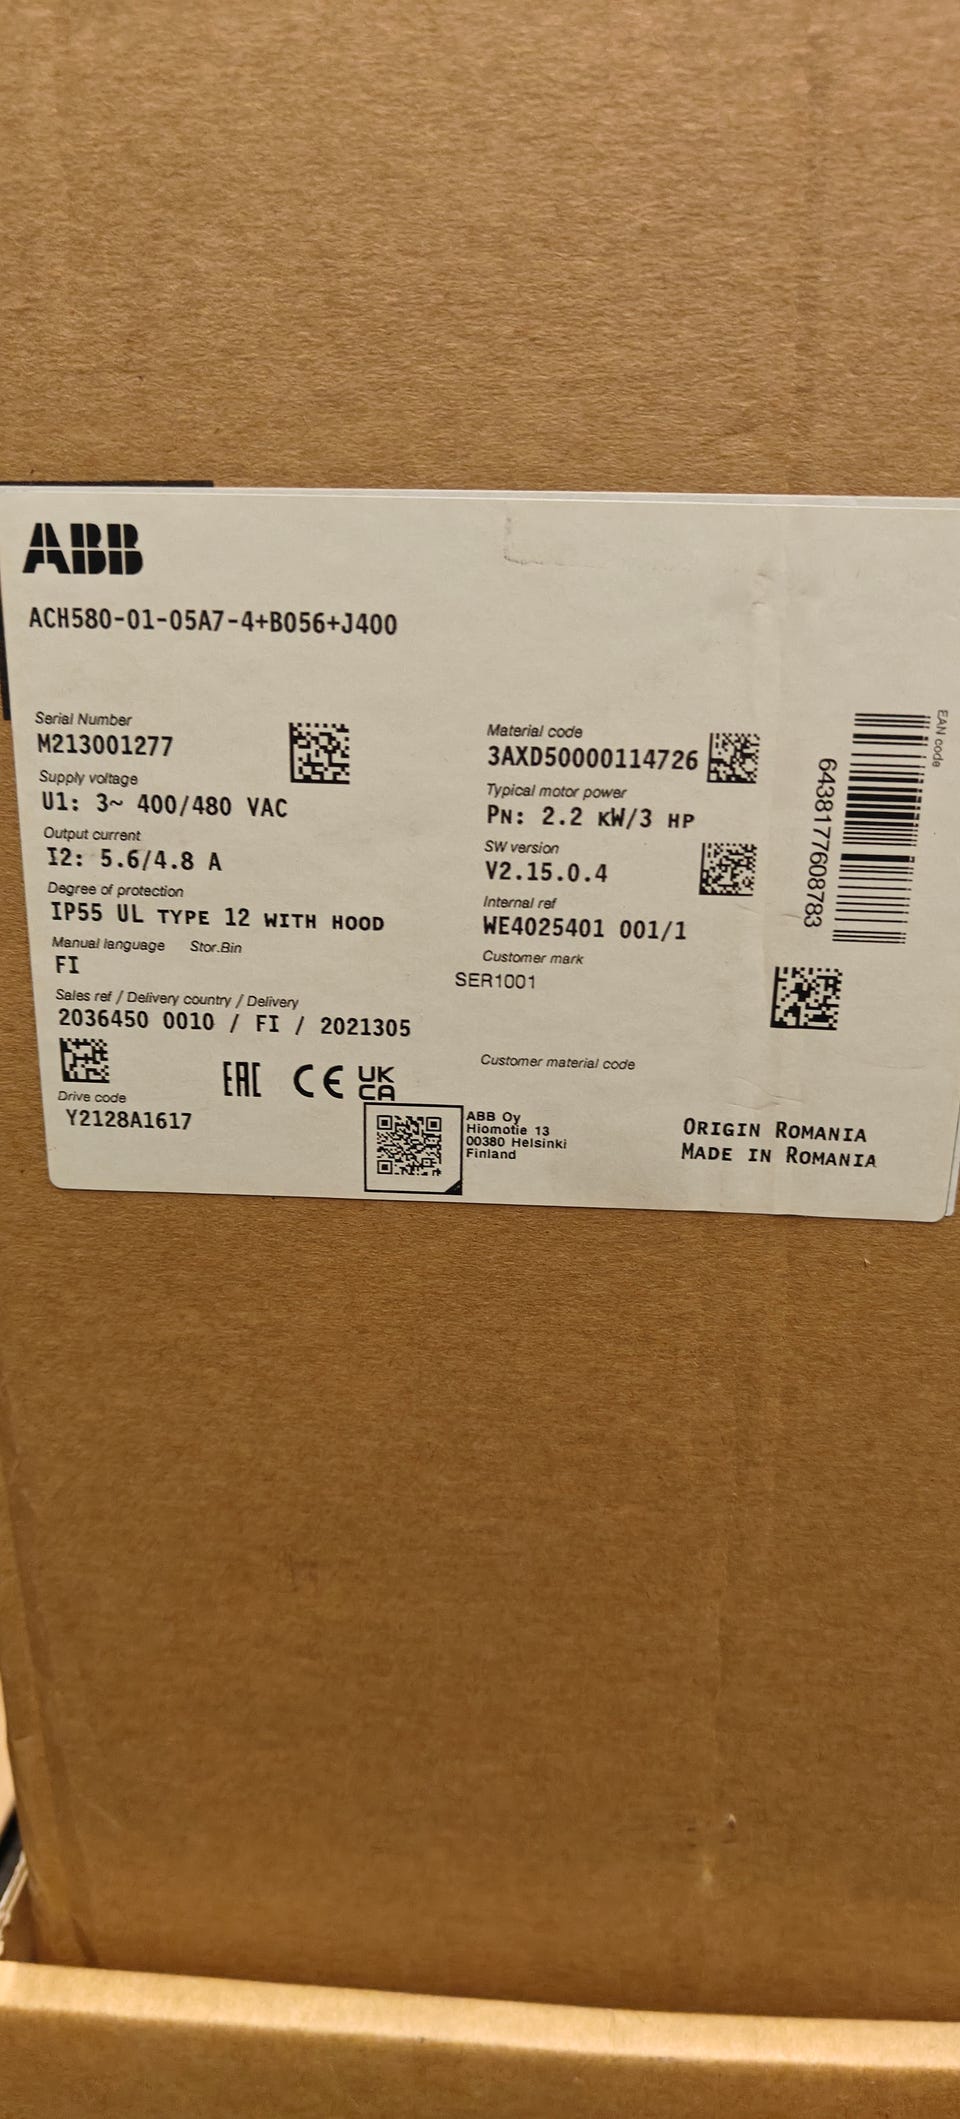 ABB
ACH580-01-05A7-4+B056+J400
Serial Number
M213001277
Supply voltage
U1: 3~ 400/480 VAC
Output current
I2: 5.6/4.8 A
Degree of protection
IP55 UL TYPE 12 WITH HOOD
Manual language Stor.Bin
FI
Sales ref / Delivery country / Delivery
2036450 0010 / FI / 2021305
Drive code
Y2128A1617
Material code
3AXD50000114726
Typical motor power
PN: 2.2 KW/3 HP
SW version
V2.15.0.4
Internal ref
WE4025401 001/1
Customer mark
SER1001
Customer material code
EAC CE UK
CA
ABB Oy
Hiomotie 13
00380 Helsinki
Finland
ORIGIN ROMANIA
MADE IN ROMANIA
EAN code
6438177608783